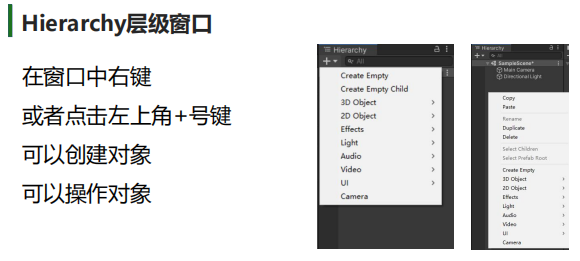 Hierarchy层级窗口
在窗口中右键
或者点击左上角+号键
可以创建对象
可以操作对象
Hierarchy
All
Create Empty
Create Empty Child
3D Object
2D Object
Effects
Light
Audio
Video
UI
Camera
Hierarchy
All
SampleScene*
Main Camera
Directional Light
Copy
Paste
Rename
Duplicate
Delete
Select Children
Select Prefab Root
Create Empty
3D Object
2D Object
Effects
Light
Audio
Video
UI
Camera